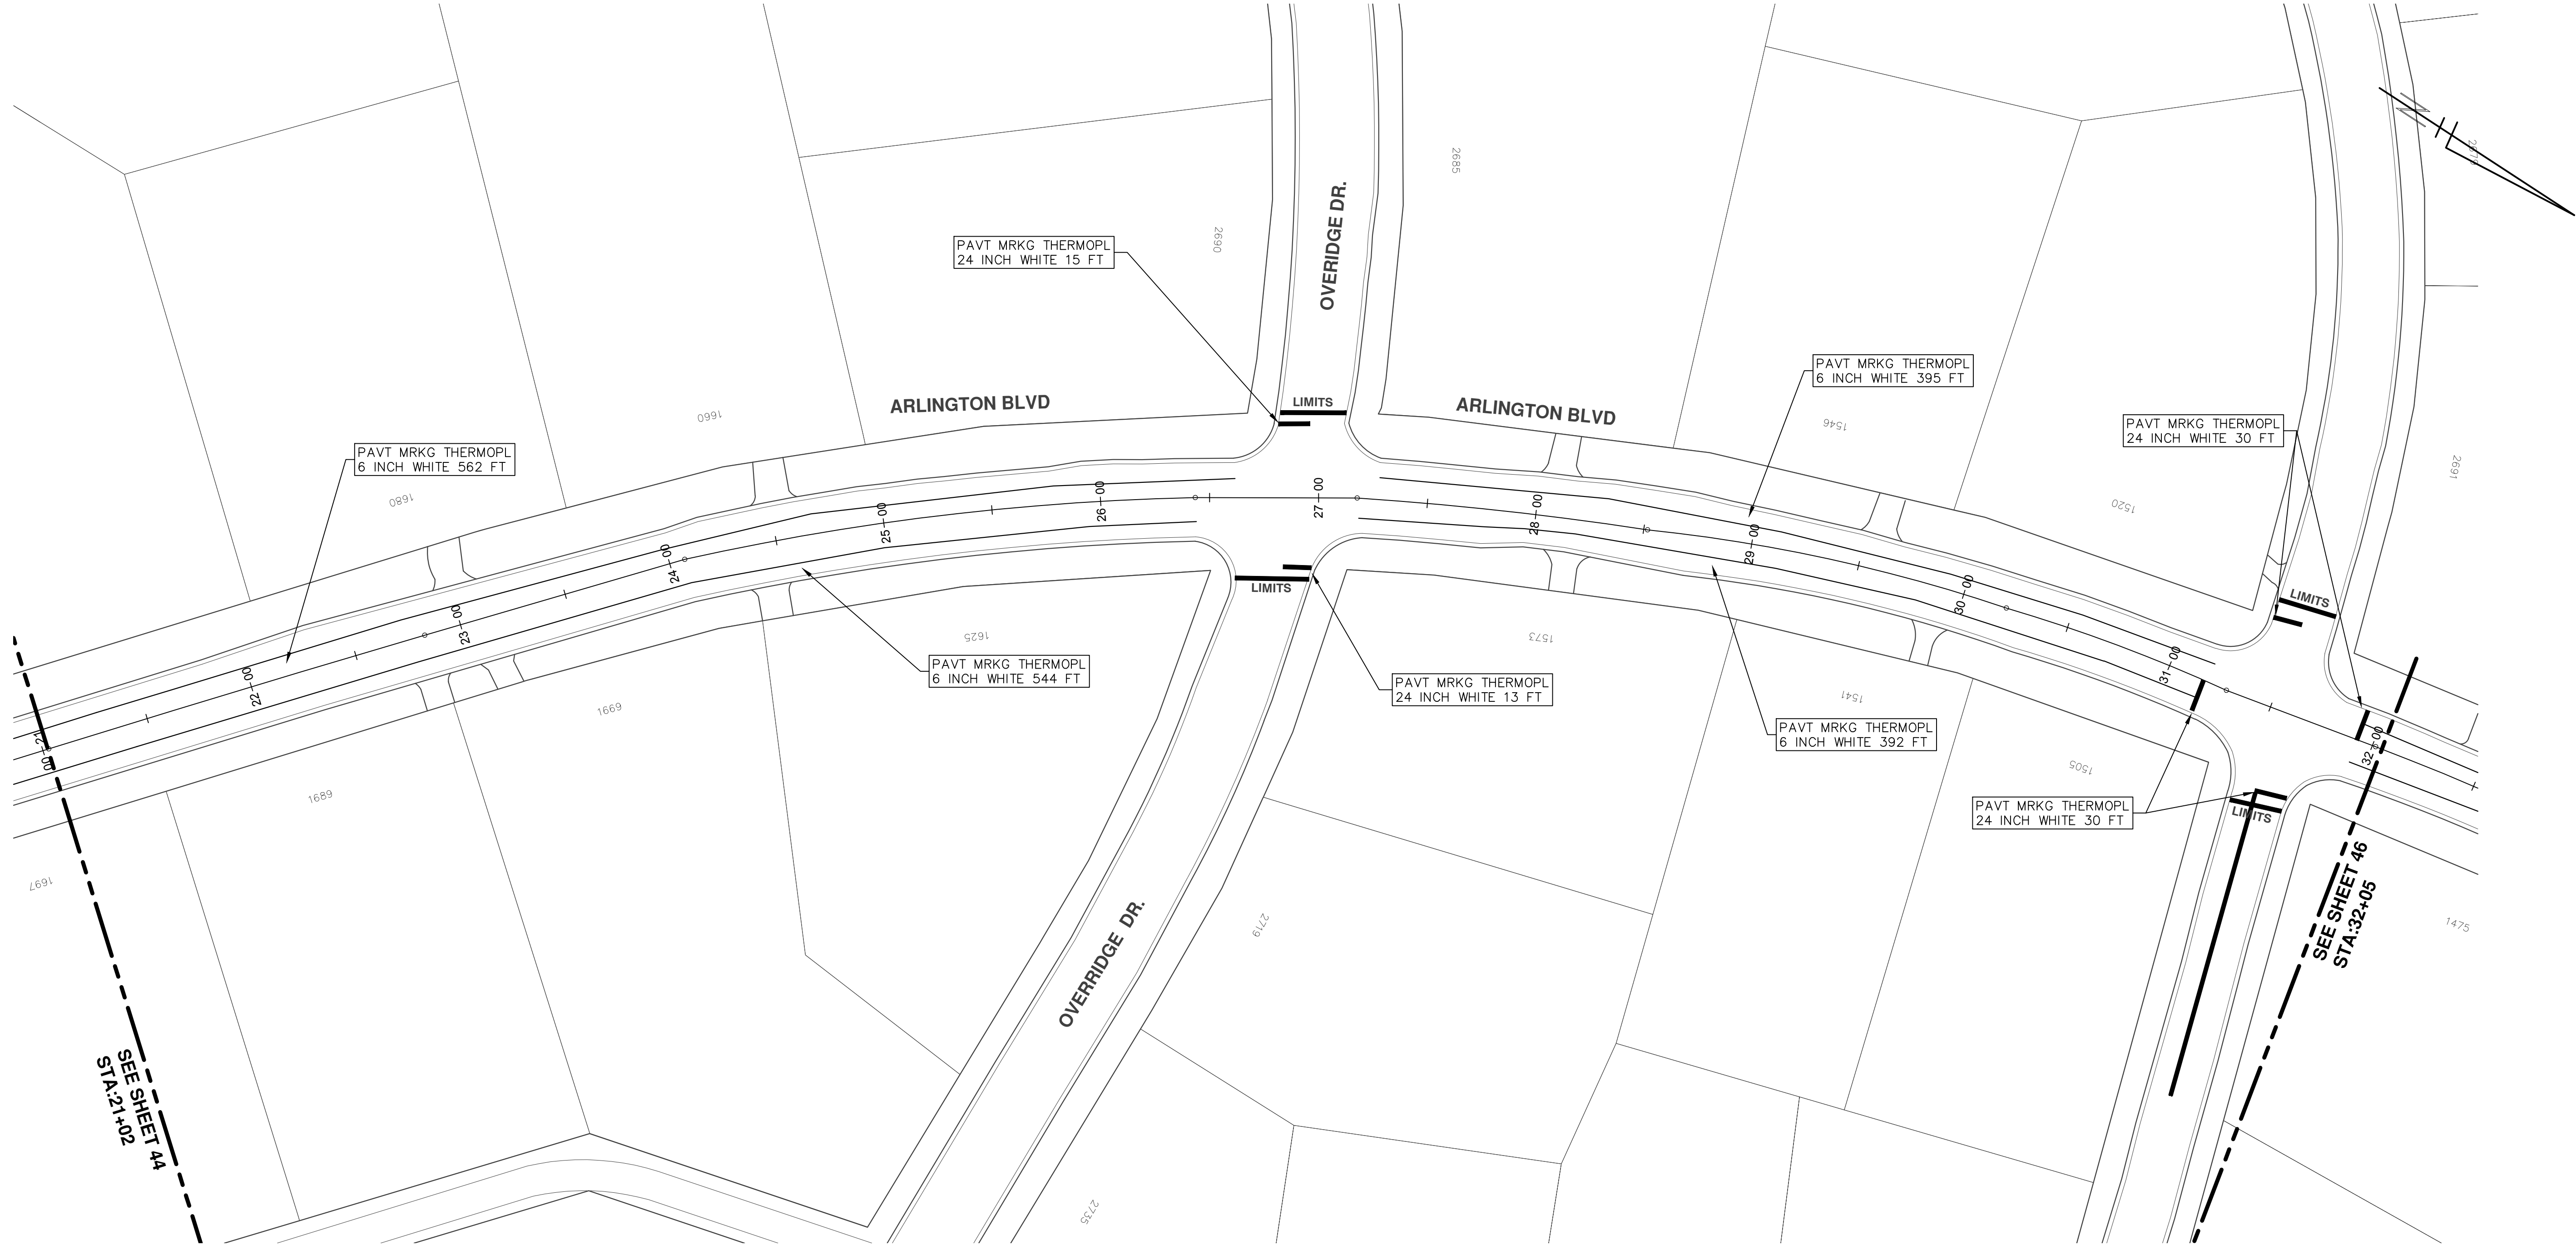 2685
2690
OVERIDGE DR.
PAVT MRKG THERMOPL
24 INCH WHITE 15 FT
N
PAVT MRKG THERMOPL
6 INCH WHITE 395 FT
ARLINGTON BLVD
LIMITS
ARLINGTON BLVD
1660
1546
PAVT MRKG THERMOPL
24 INCH WHITE 30 FT
PAVT MRKG THERMOPL
6 INCH WHITE 562 FT
1680
2691
1520
21+00
22+00
23+00
24+00
25+00
26+00
27+00
28+00
29+00
30+00
31+00
32+00
LIMITS
LIMITS
1625
1573
PAVT MRKG THERMOPL
6 INCH WHITE 544 FT
PAVT MRKG THERMOPL
24 INCH WHITE 13 FT
1541
1669
PAVT MRKG THERMOPL
6 INCH WHITE 392 FT
1505
1689
PAVT MRKG THERMOPL
24 INCH WHITE 30 FT
LIMITS
1697
2719
OVERRIDGE DR.
SEE SHEET 46
STA:32+05
1475
SEE SHEET 44
STA:21+02
2735